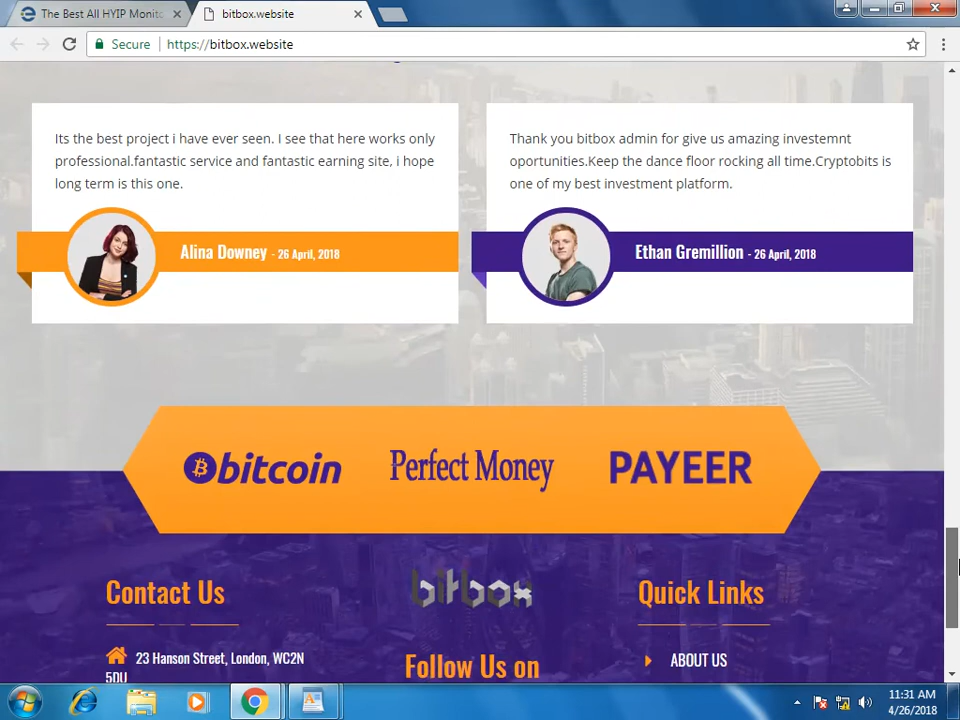 The Best All HYIP Monito
bitbox.website
Secure
https://bitbox.website
Its the best project i have ever seen. I see that here works only
professional.fantastic service and fantastic earning site, i hope
long term is this one.
Alina Downey - 26 April, 2018
Thank you bitbox admin for give us amazing investemnt
oportunities.Keep the dance floor rocking all time.Cryptobits is
one of my best investment platform.
Ethan Gremillion - 26 April, 2018
bitcoin
Perfect Money
PAYEER
Contact Us
23 Hanson Street, London, WC2N
5DU
bitbox
Follow Us on
Quick Links
ABOUT US
11:31 AM
4/26/2018